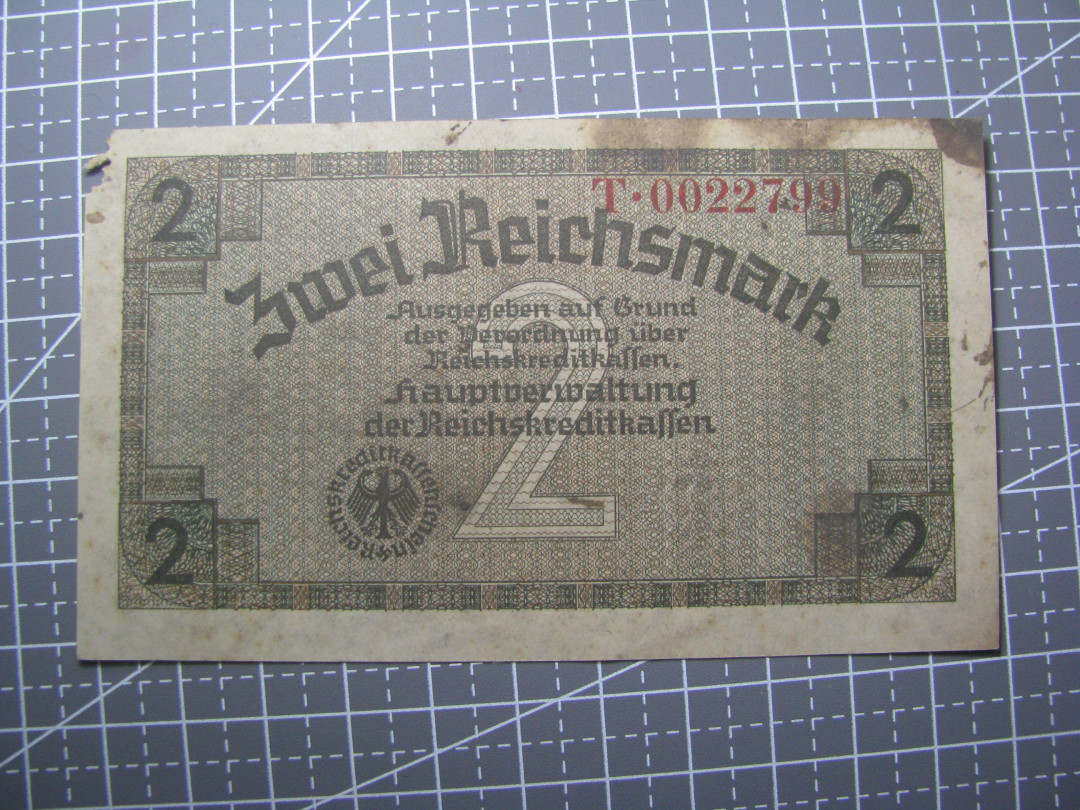 2 T·0022799 2
Zwei Reichsmark
Ausgegeben auf Grund
der Verordnung über
Reichskreditkaſſen.
Hauptverwaltung
der Reichskreditkaſſen
2
Reichskreditkaſſenſchein
2 2